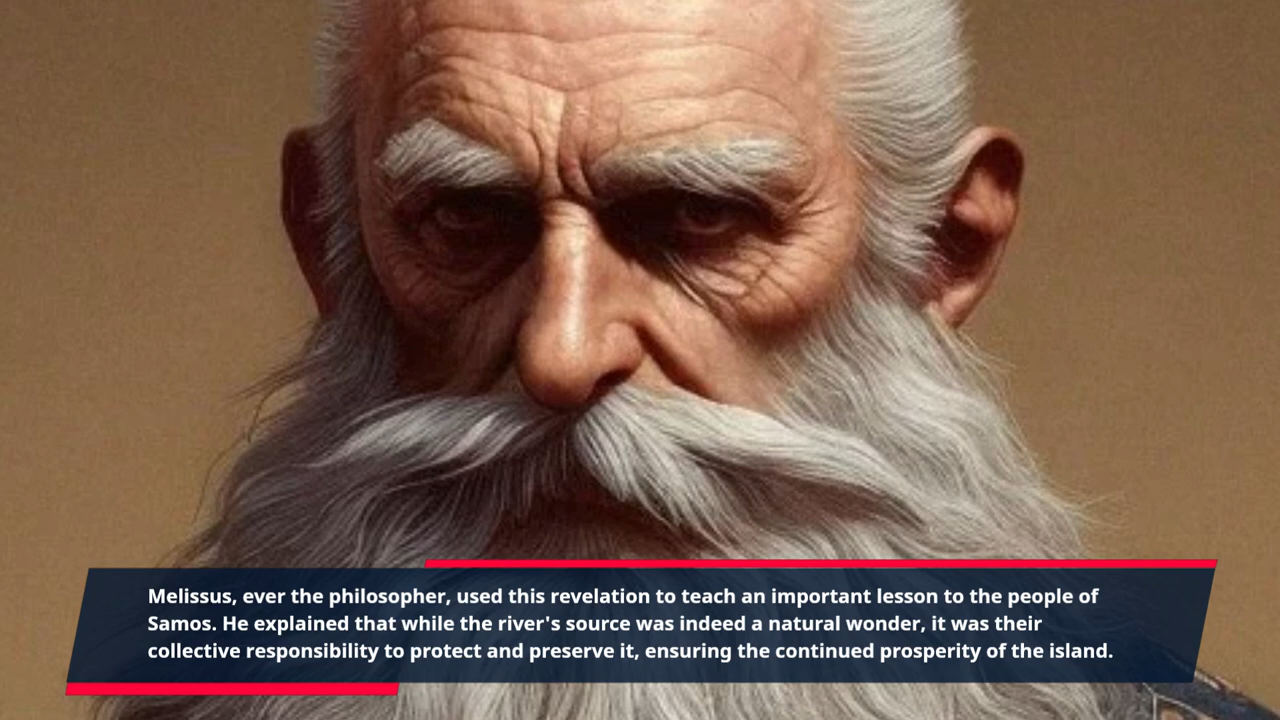 Melissus, ever the philosopher, used this revelation to teach an important lesson to the people of
Samos. He explained that while the river's source was indeed a natural wonder, it was their
collective responsibility to protect and preserve it, ensuring the continued prosperity of the island.